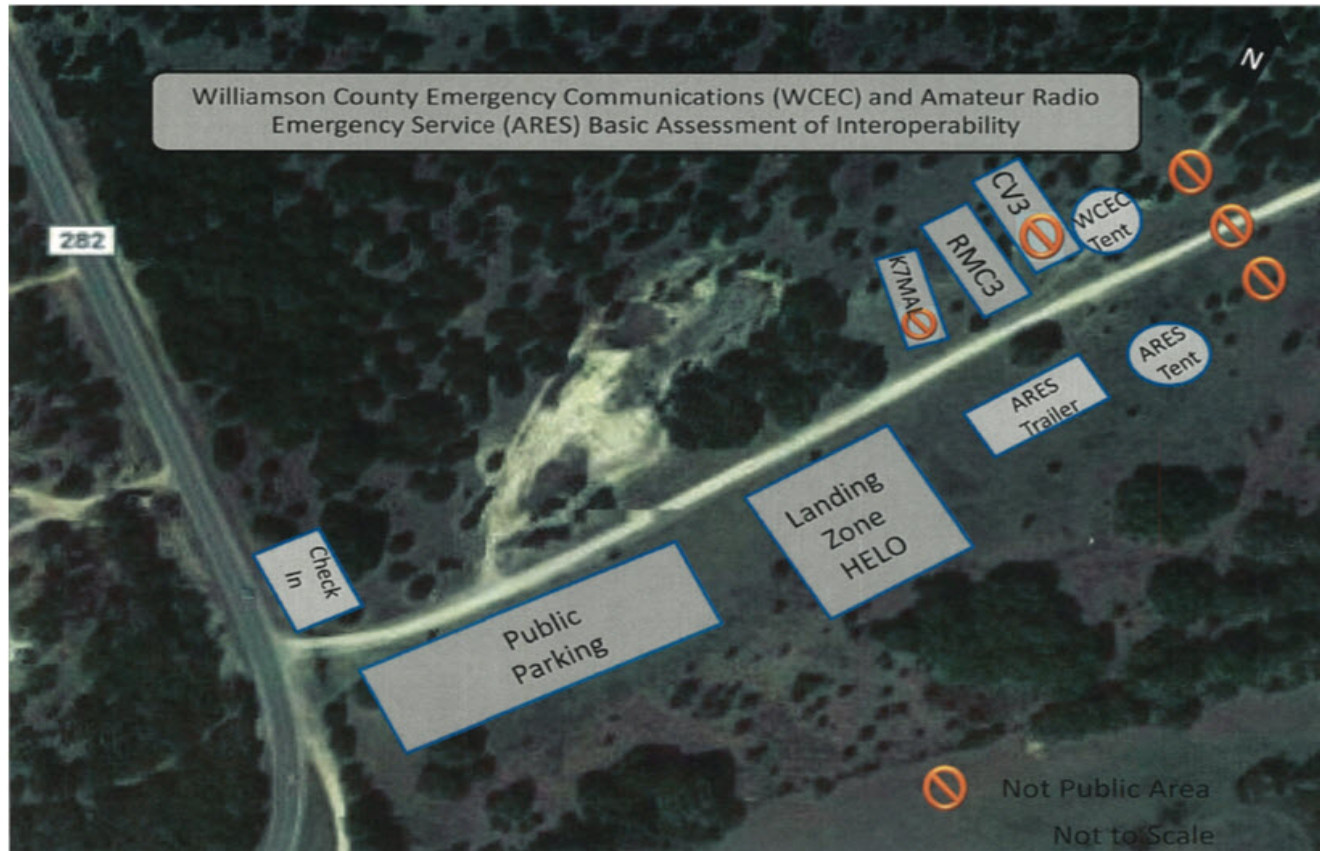 N
Williamson County Emergency Communications (WCEC) and Amateur Radio
Emergency Service (ARES) Basic Assessment of Interoperability
282
CV3
WCEC
Tent
RMC3
K7MAL
ARES
Tent
ARES
Trailer
Landing
Zone
HELO
Check
In
Public
Parking
Not Public Area
Not to Scale